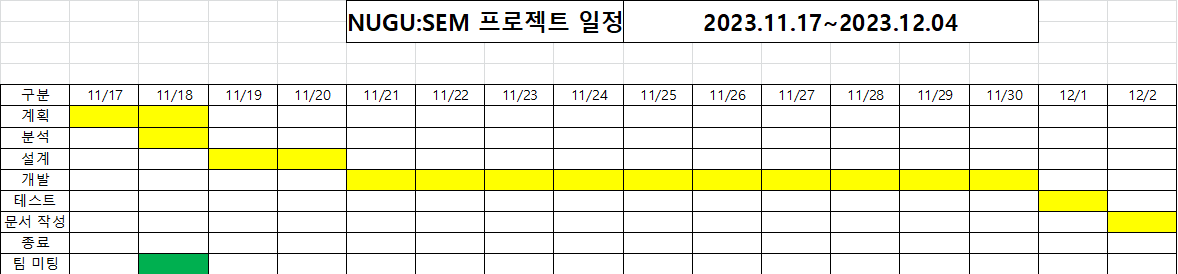 NUGU:SEM 프로젝트 일정 2023.11.17~2023.12.04
구분 11/17 11/18 11/19 11/20 11/21 11/22 11/23 11/24 11/25 11/26 11/27 11/28 11/29 11/30 12/1 12/2
계획
분석
설계
개발
테스트
문서 작성
종료
팀 미팅